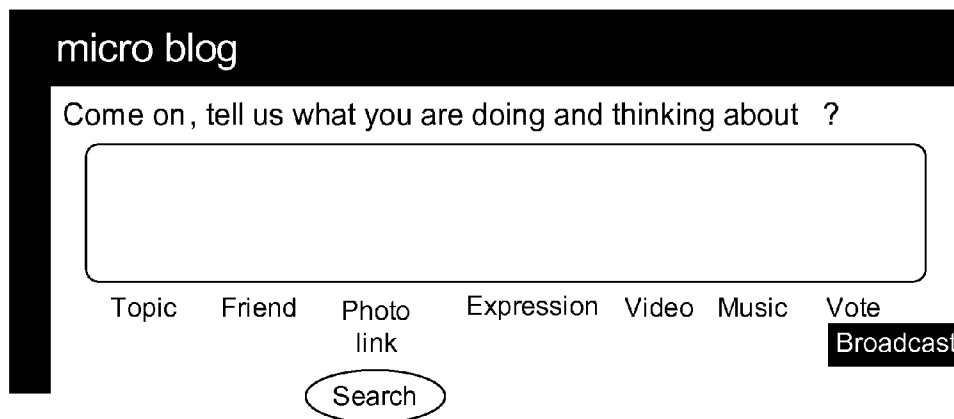 micro blog
Come on, tell us what you are doing and thinking about ?
Topic Friend Photo Expression Video Music Vote
link
Broadcast
Search